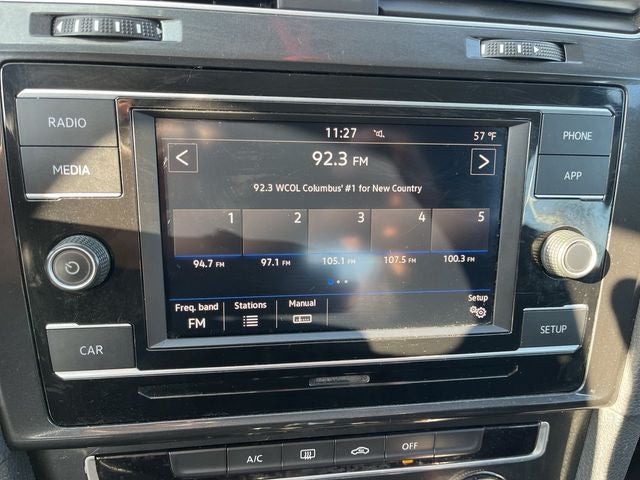 RADIO
MEDIA
CAR
11:27
57 °F
92.3 FM
92.3 WCOL Columbus' #1 for New Country
1 2 3 4 5
94.7 FM 97.1 FM 105.1 FM 107.5 FM 100.3 FM
Freq. band Stations Manual Setup
FM
PHONE
APP
SETUP
A/C OFF